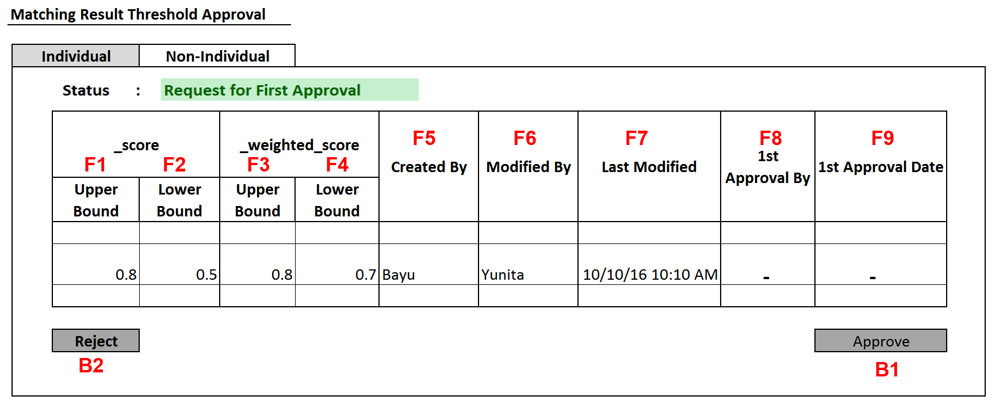 Matching Result Threshold Approval
Individual Non-Individual
Status : Request for First Approval
_score _weighted_score F5 F6 F7 F8 F9
F1 F2 F3 F4 Created By Modified By Last Modified 1st Approval By 1st Approval Date
Upper Bound Lower Bound Upper Bound Lower Bound
0.8 0.5 0.8 0.7 Bayu Yunita 10/10/16 10:10 AM - -
Reject Approve
B2 B1